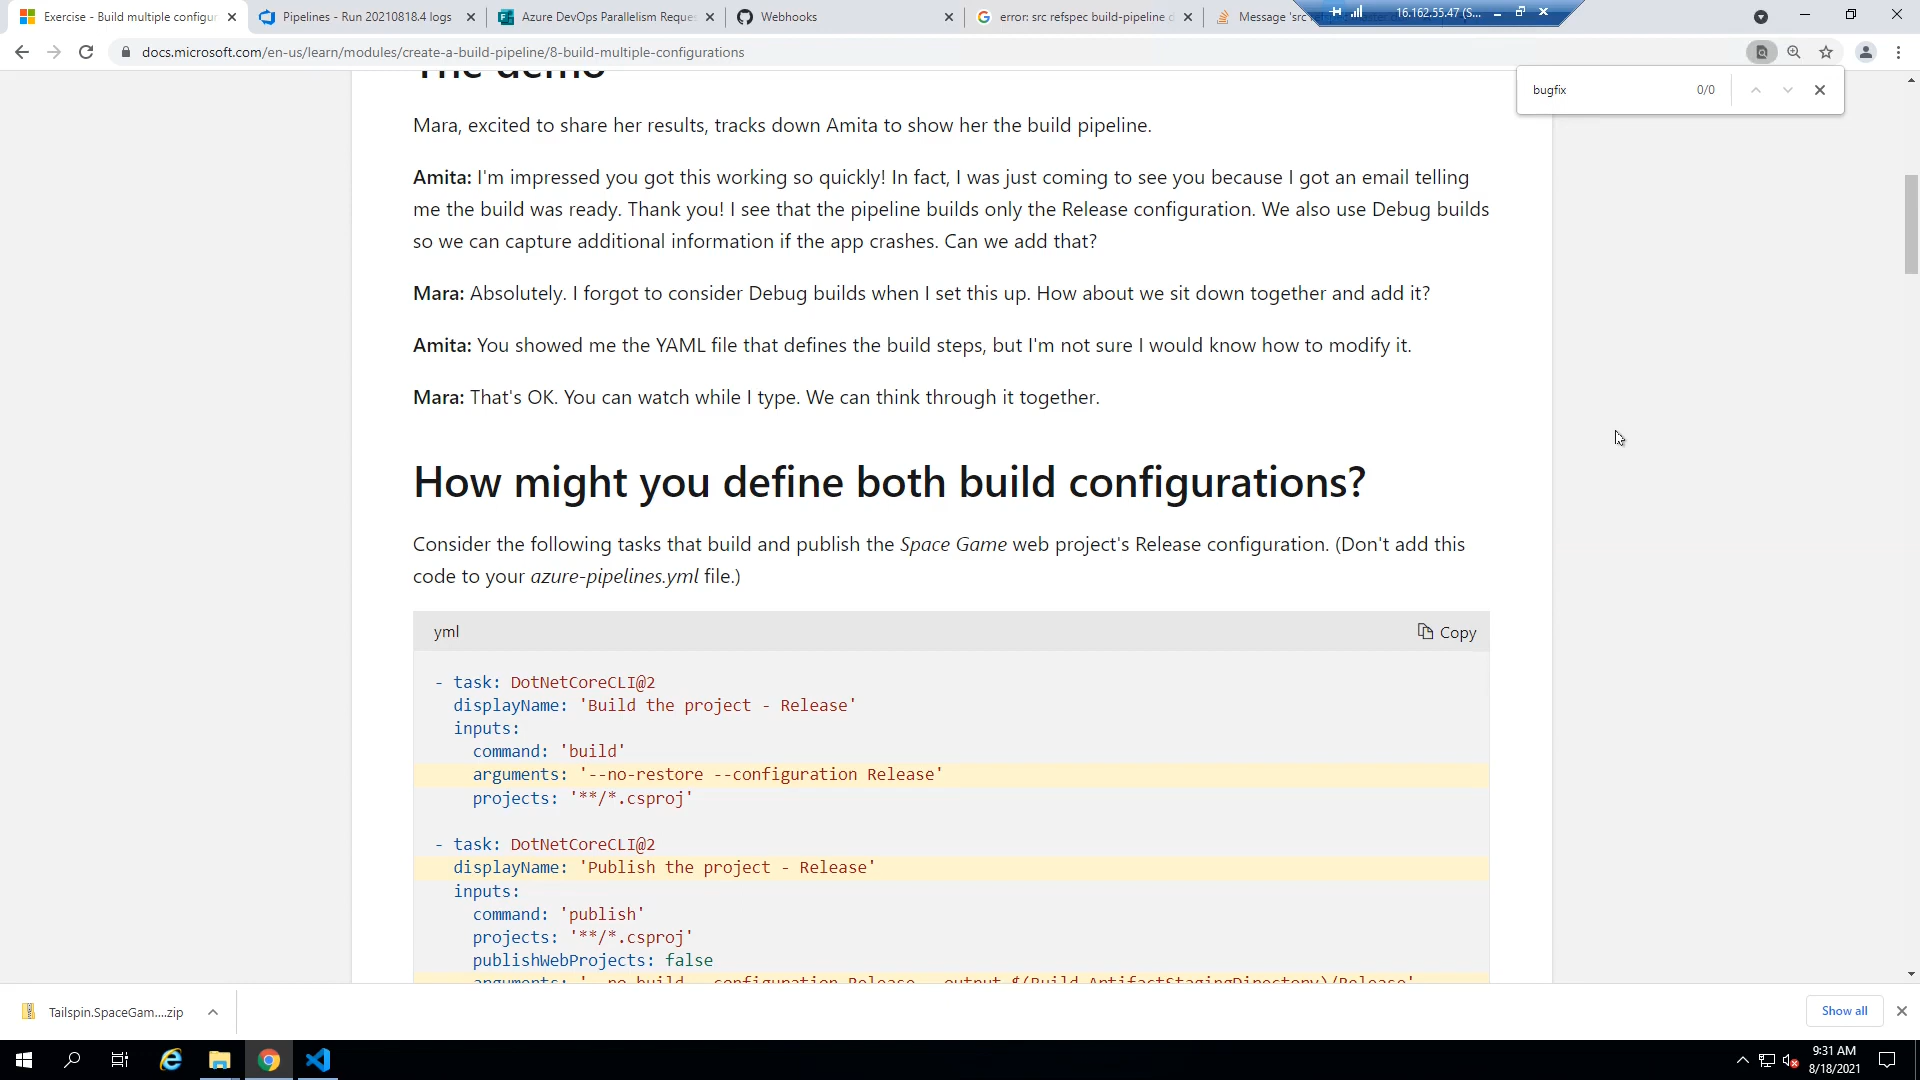 Exercise - Build multiple configur
Pipelines - Run 20210818.4 logs
Azure DevOps Parallelism Reques
Webhooks
error: src refspec build-pipeline d
Message 'src
16.162.55.47 (S...
docs.microsoft.com/en-us/learn/modules/create-a-build-pipeline/8-build-multiple-configurations
bugfix
0/0
The demo
Mara, excited to share her results, tracks down Amita to show her the build pipeline.
Amita: I'm impressed you got this working so quickly! In fact, I was just coming to see you because I got an email telling
me the build was ready. Thank you! I see that the pipeline builds only the Release configuration. We also use Debug builds
so we can capture additional information if the app crashes. Can we add that?
Mara: Absolutely. I forgot to consider Debug builds when I set this up. How about we sit down together and add it?
Amita: You showed me the YAML file that defines the build steps, but I'm not sure I would know how to modify it.
Mara: That's OK. You can watch while I type. We can think through it together.
How might you define both build configurations?
Consider the following tasks that build and publish the Space Game web project's Release configuration. (Don't add this
code to your azure-pipelines.yml file.)
yml
Copy
- task: DotNetCoreCLI@2
displayName: 'Build the project - Release'
inputs:
command: 'build'
arguments: '--no-restore --configuration Release'
projects: '**/*.csproj'
- task: DotNetCoreCLI@2
displayName: 'Publish the project - Release'
inputs:
command: 'publish'
projects: '**/*.csproj'
publishWebProjects: false
arguments: '--no-build --configuration Release --output $(Build.ArtifactStagingDirectory)/Release'
Tailspin.SpaceGam....zip
Show all
9:31 AM
8/18/2021